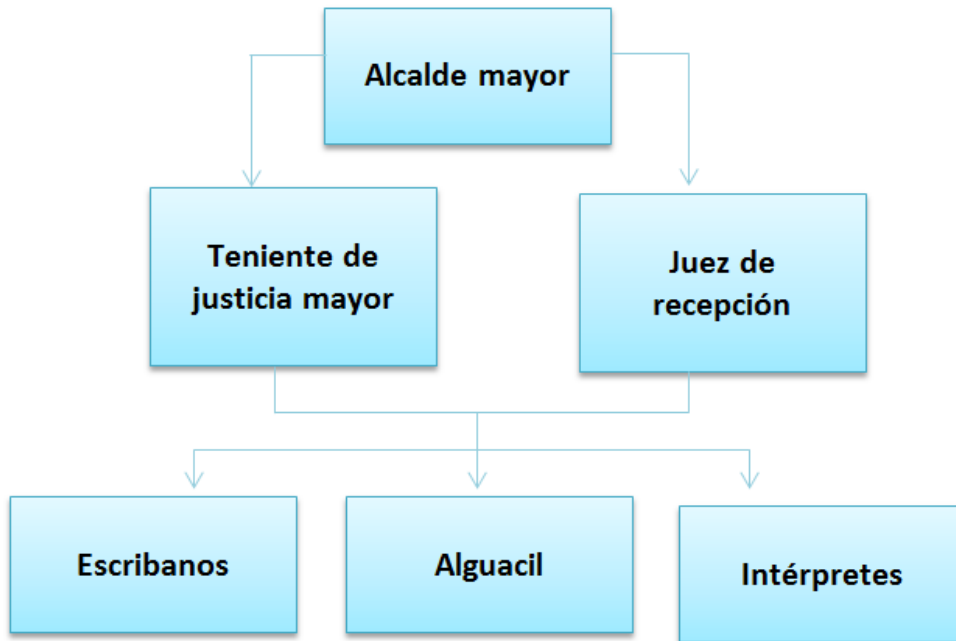 Alcalde mayor
Teniente de
justicia mayor
Juez de
recepción
Escribanos
Alguacil
Intérpretes